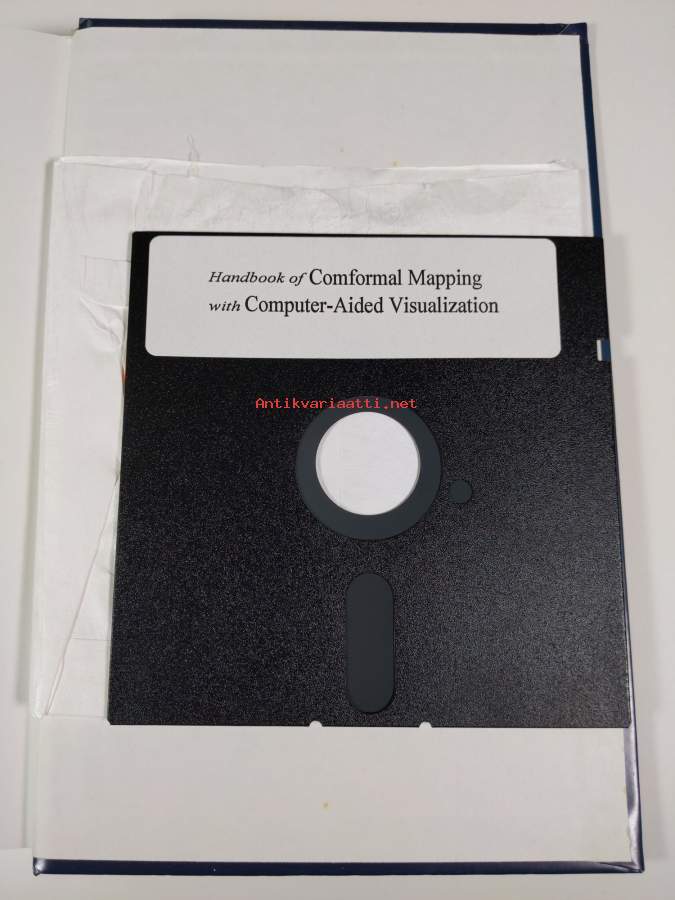 Handbook of Comformal Mapping
with Computer-Aided Visualization
Antikvariaatti.net